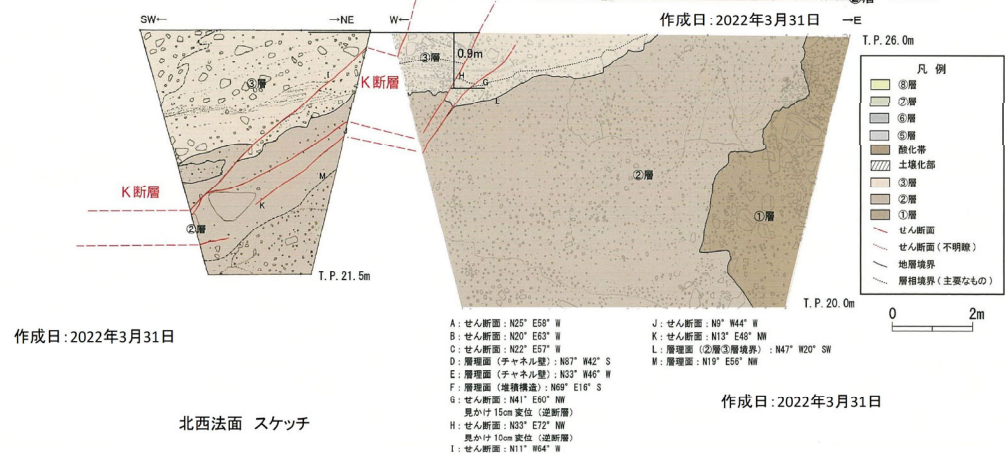 SW← →NE
W←
作成日:2022年3月31日
→E
T.P. 26.0m
③層
③層
0.9m
I
H
G
L
K断層
J
M
K
K断層
②層
②層
①層
T.P. 21.5m
T.P. 20.0m
凡 例
⑧層
⑦層
⑥層
⑤層
酸化帯
土壌化部
③層
②層
①層
せん断面
せん断面(不明瞭)
地層境界
層相境界(主要なもの)
0 2m
作成日:2022年3月31日
北西法面 スケッチ
A:せん断面:N25°E58°W
B:せん断面:N20°E63°W
C:せん断面:N22°E57°W
D:層理面(チャネル壁):N87°W42°S
E:層理面(チャネル壁):N33°W46°W
F:層理面(堆積構造):N69°E16°S
G:せん断面:N41°E60°NW
見かけ15cm変位(逆断層)
H:せん断面:N33°E72°NW
見かけ10cm変位(逆断層)
I:せん断面:N11°W64°W
J:せん断面:N9°W44°W
K:せん断面:N13°E48°NW
L:層理面(②層③層境界):N47°W20°SW
M:層理面:N19°E56°NW
作成日:2022年3月31日